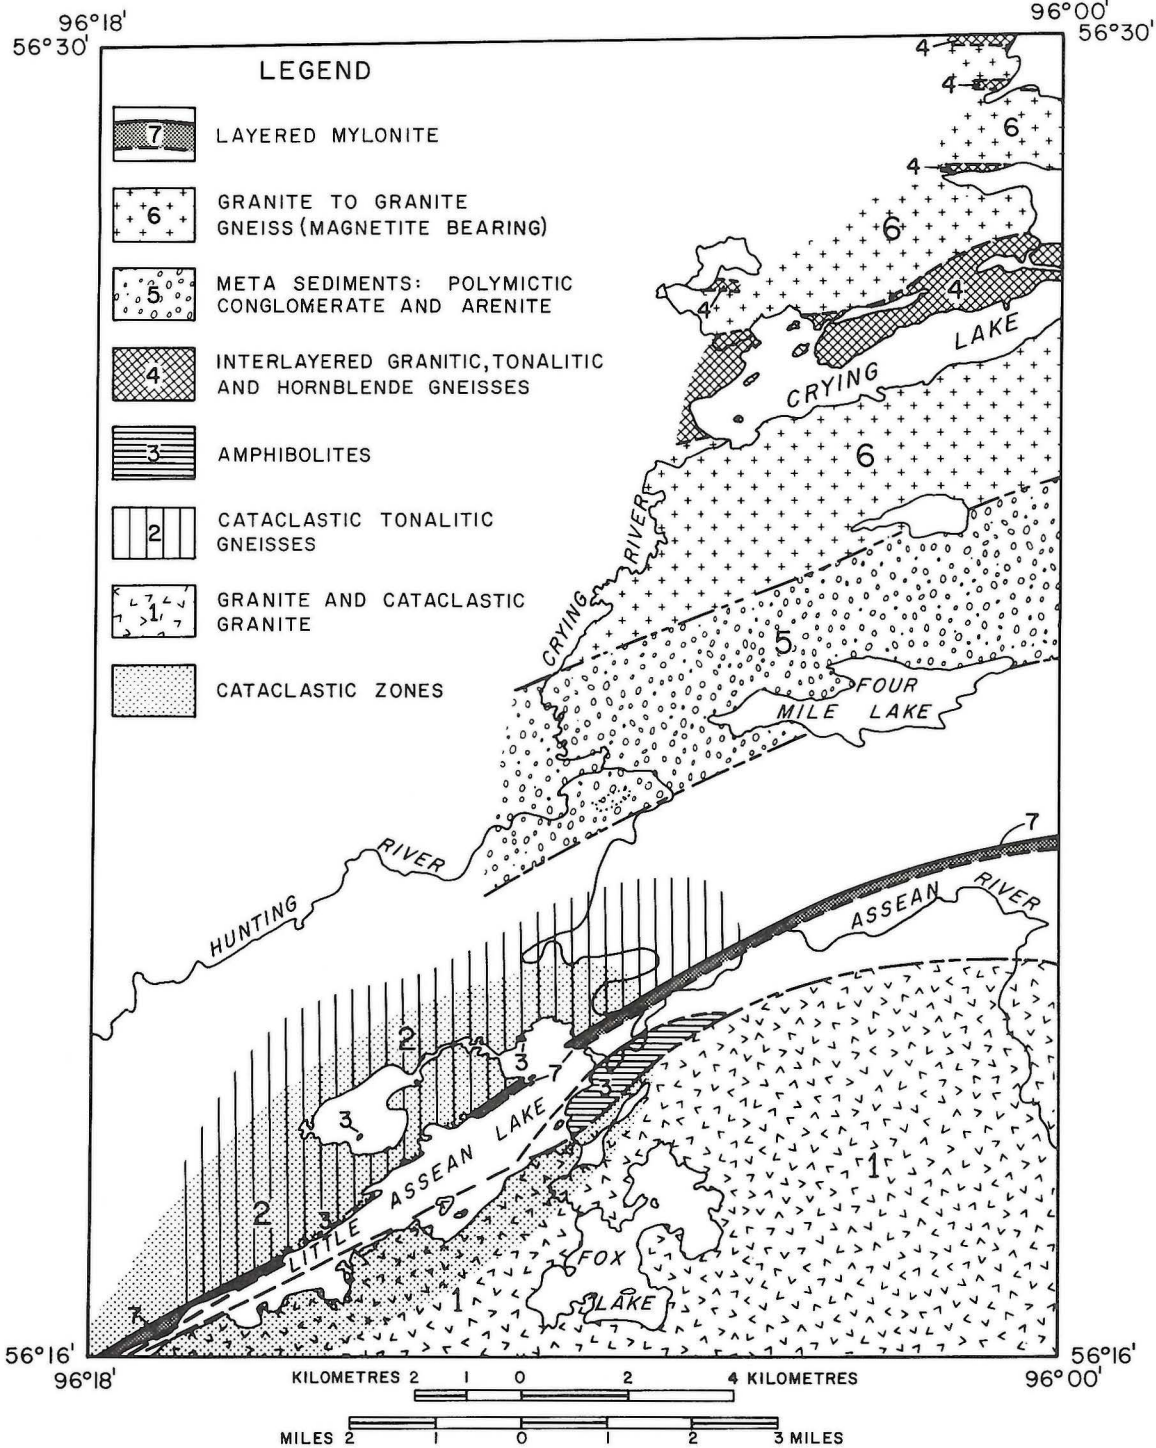 96°18'
96°00'
56°30'
56°30'
LEGEND
7 LAYERED MYLONITE
6 GRANITE TO GRANITE
GNEISS (MAGNETITE BEARING)
5 META SEDIMENTS: POLYMICTIC
CONGLOMERATE AND ARENITE
4 INTERLAYERED GRANITIC, TONALITIC
AND HORNBLENDE GNEISSES
3 AMPHIBOLITES
2 CATACLASTIC TONALITIC
GNEISSES
1 GRANITE AND CATACLASTIC
GRANITE
CATACLASTIC ZONES
4
4
6
4
6
4
4
CRYING LAKE
6
CRYING RIVER
5
FOUR
MILE LAKE
7
HUNTING RIVER
ASSEAN RIVER
2
3
7
3
3
LITTLE ASSEAN LAKE
1
2
3
FOX
LAKE
1
7
56°16'
56°16'
96°18'
96°00'
KILOMETRES 2 1 0 2 4 KILOMETRES
MILES 2 1 0 1 2 3 MILES